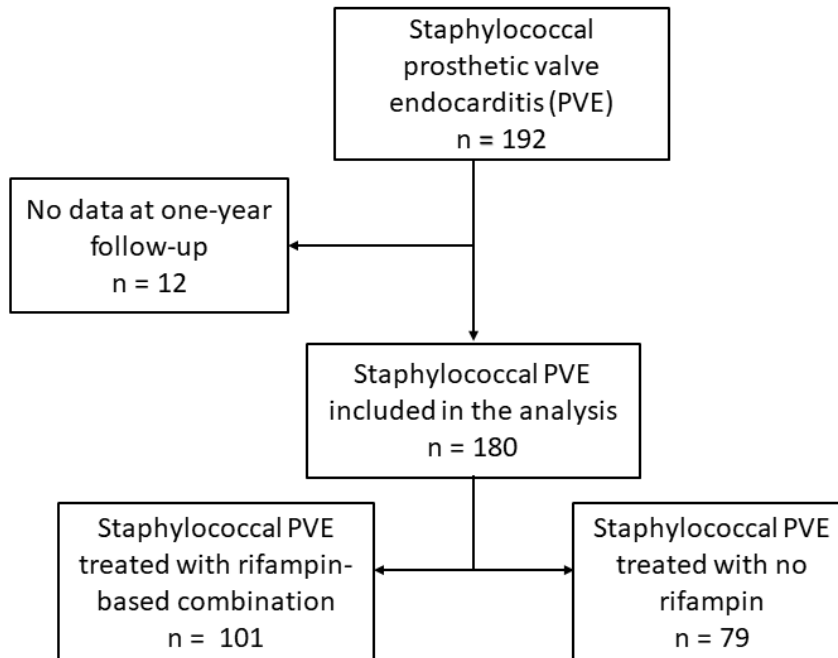 Staphylococcal
prosthetic valve
endocarditis (PVE)
n = 192
No data at one-year
follow-up
n = 12
Staphylococcal PVE
included in the analysis
n = 180
Staphylococcal PVE
treated with rifampin-
based combination
n = 101
Staphylococcal PVE
treated with no
rifampin
n = 79